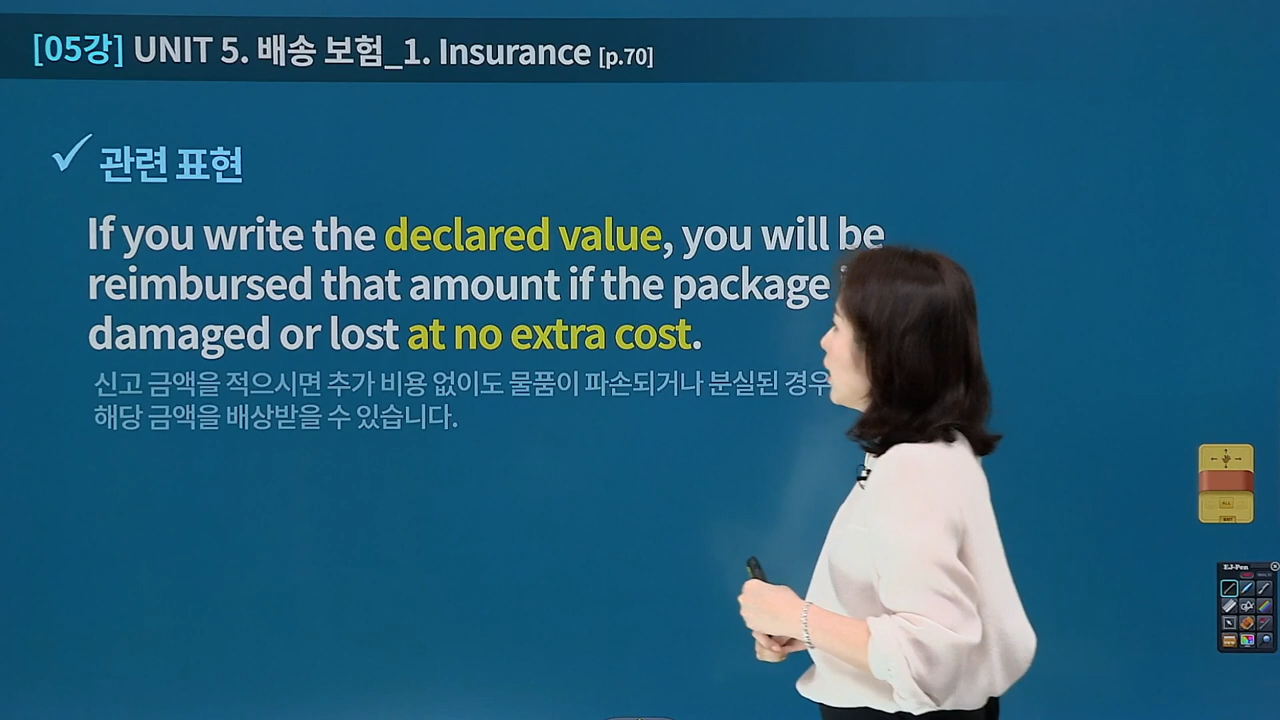 [05강] UNIT 5. 배송 보험_1. Insurance [p.70]
관련 표현
If you write the declared value, you will be
reimbursed that amount if the package
damaged or lost at no extra cost.
신고 금액을 적으시면 추가 비용 없이도 물품이 파손되거나 분실된 경우
해당 금액을 배상받을 수 있습니다.
ALL
EJ-Pen